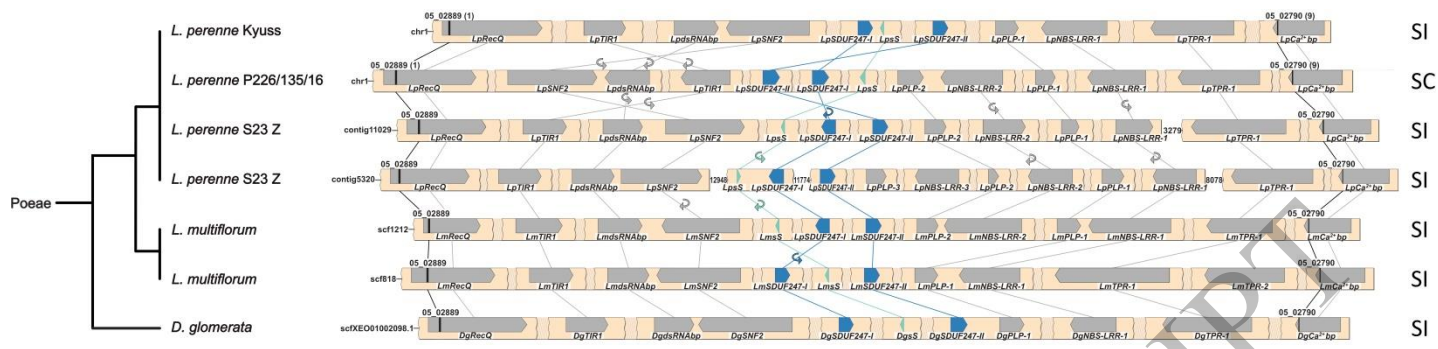 05_02889 (1) 05_02790 (9)
L. perenne Kyuss chr1 SI
LpRecQ LpTIR1 LpdsRNAbp LpSNF2 LpSDUF247-I LpsS LpSDUF247-II LpPLP-1 LpNBS-LRR-1 LpTPR-1 LpCa²⁺bp
05_02889 (1) 05_02790 (9)
L. perenne P226/135/16 chr1 SC
LpRecQ LpSNF2 LpdsRNAbp LpTIR1 LpSDUF247-II LpSDUF247-I LpsS LpPLP-2 LpNBS-LRR-2 LpPLP-1 LpNBS-LRR-1 LpTPR-1 LpCa²⁺bp
05_02889 05_02790
L. perenne S23 Z contig11029 3279 SI
LpRecQ LpTIR1 LpdsRNAbp LpSNF2 LpsS LpSDUF247-I LpSDUF247-II LpPLP-2 LpNBS-LRR-2 LpPLP-1 LpNBS-LRR-1 LpTPR-1 LpCa²⁺bp
05_02889 05_02790
L. perenne S23 Z contig5320 12948 11774 8078 SI
LpRecQ LpTIR1 LpdsRNAbp LpSNF2 LpsS LpSDUF247-I LpSDUF247-II LpPLP-3 LpNBS-LRR-3 LpPLP-2 LpNBS-LRR-2 LpPLP-1 LpNBS-LRR-1 LpTPR-1 LpCa²⁺bp
Poeae
05_02889 05_02790
L. multiflorum scf1212 SI
LmRecQ LmTIR1 LmdsRNAbp LmSNF2 LmsS LpSDUF247-I LmSDUF247-II LmPLP-2 LmNBS-LRR-2 LmPLP-1 LmNBS-LRR-1 LmTPR-1 LmCa²⁺bp
05_02889 05_02790
L. multiflorum scf818 SI
LmRecQ LmTIR1 LmdsRNAbp LmSNF2 LmSDUF247-I LmsS LmSDUF247-II LmPLP-1 LmNBS-LRR-1 LmTPR-1 LmTPR-2 LmCa²⁺bp
05_02889 05_02790
D. glomerata scfXEO01002098.1 SI
DgRecQ DgTIR1 DgdsRNAbp DgSNF2 DgSDUF247-I DgsS DgSDUF247-II DgPLP-1 DgNBS-LRR-1 DgTPR-1 DgCa²⁺bp